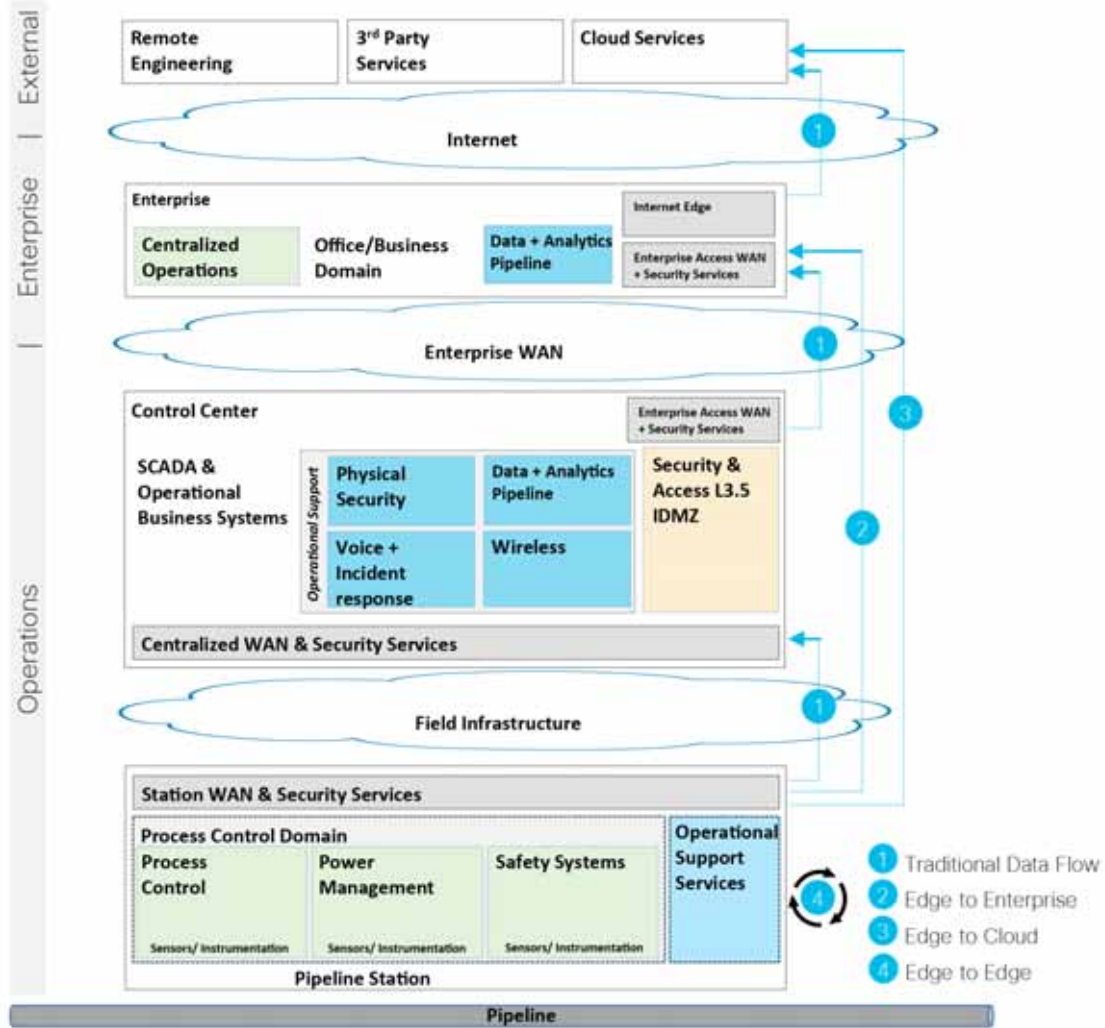 External
Remote
Engineering
3rd Party
Services
Cloud Services
1
Internet
Enterprise
Enterprise
Internet Edge
Centralized
Operations
Office/Business
Domain
Data + Analytics
Pipeline
Enterprise Access WAN
+ Security Services
1
Enterprise WAN
Operations
Control Center
Enterprise Access WAN
+ Security Services
3
SCADA &
Operational
Business Systems
Operational Support
Physical
Security
Data + Analytics
Pipeline
Security &
Access L3.5
IDMZ
2
Voice +
Incident
response
Wireless
Centralized WAN & Security Services
1
Field Infrastructure
Station WAN & Security Services
Process Control Domain
Process
Control
Sensors/ Instrumentation
Power
Management
Sensors/ Instrumentation
Safety Systems
Sensors/ Instrumentation
Operational
Support
Services
4
Pipeline Station
1 Traditional Data Flow
2 Edge to Enterprise
3 Edge to Cloud
4 Edge to Edge
Pipeline